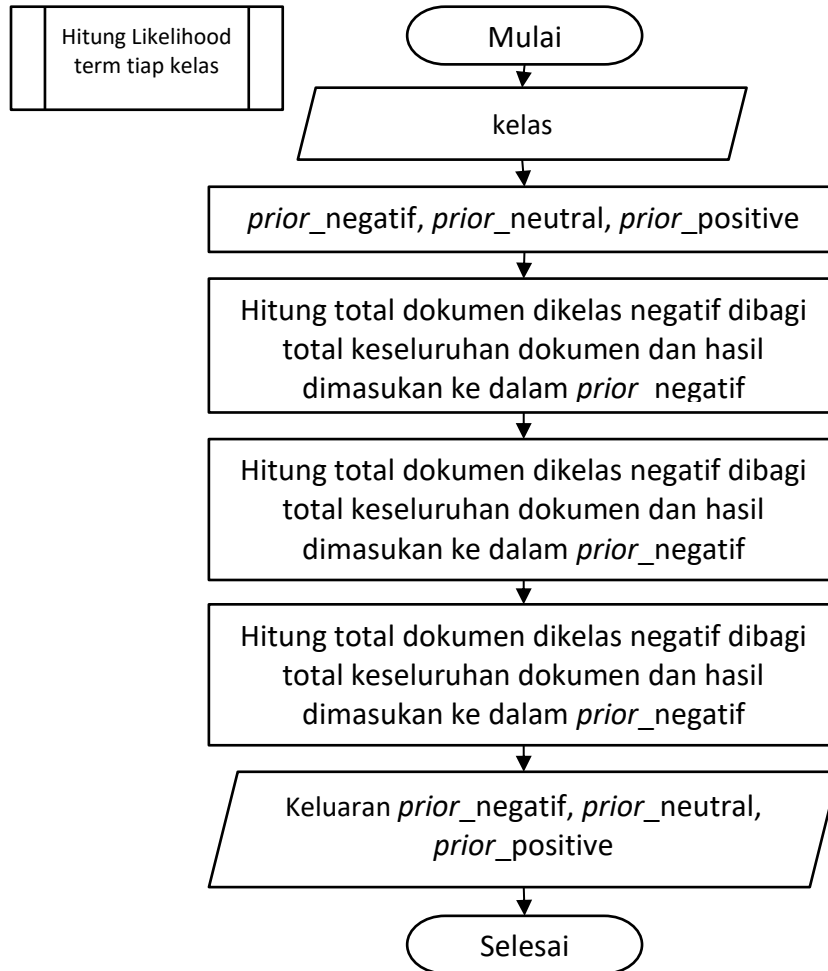 Hitung Likelihood
term tiap kelas
Mulai
kelas
prior_negatif, prior_neutral, prior_positive
Hitung total dokumen dikelas negatif dibagi
total keseluruhan dokumen dan hasil
dimasukan ke dalam prior_negatif
Hitung total dokumen dikelas negatif dibagi
total keseluruhan dokumen dan hasil
dimasukan ke dalam prior_negatif
Hitung total dokumen dikelas negatif dibagi
total keseluruhan dokumen dan hasil
dimasukan ke dalam prior_negatif
Keluaran prior_negatif, prior_neutral,
prior_positive
Selesai